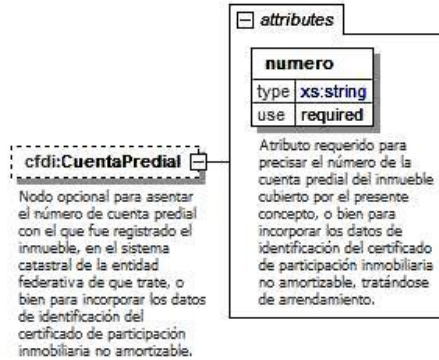 attributes
numero
type xs:string
use required
Atributo requerido para
precisar el número de la
cuenta predial del inmueble
cubierto por el presente
concepto, o bien para
incorporar los datos de
identificación del certificado
de participación inmobiliaria
no amortizable, tratándose
de arrendamiento.
cfdi:CuentaPredial
Nodo opcional para asentar
el número de cuenta predial
con el que fue registrado el
inmueble, en el sistema
catastral de la entidad
federativa de que trate, o
bien para incorporar los datos
de identificación del
certificado de participación
inmobiliaria no amortizable.